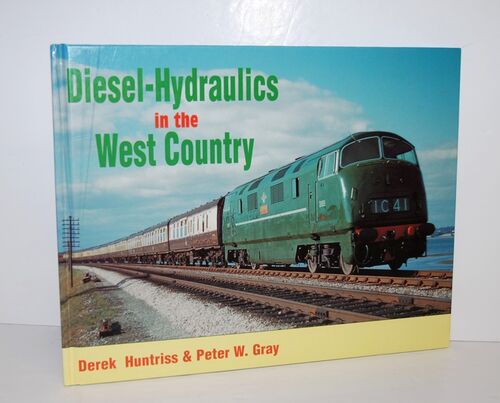 Diesel-Hydraulics
in the
West Country
1C41
Derek Huntriss & Peter W. Gray